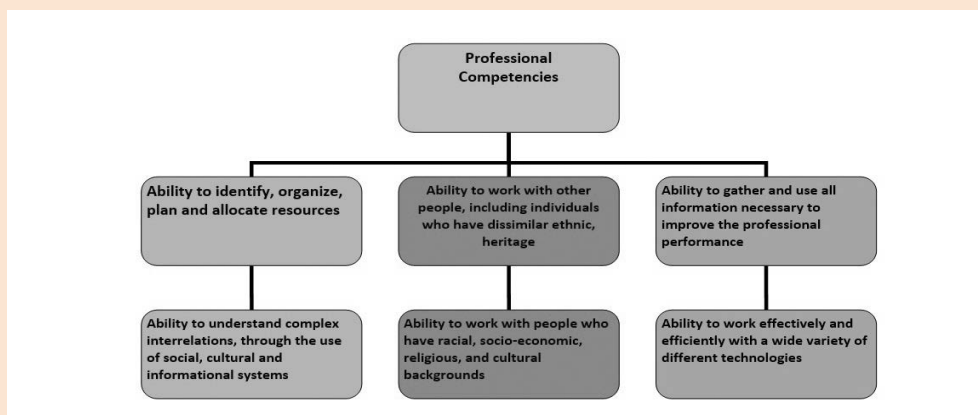 Professional
Competencies
Ability to identify, organize,
plan and allocate resources
Ability to work with other
people, including individuals
who have dissimilar ethnic,
heritage
Ability to gather and use all
information necessary to
improve the professional
performance
Ability to understand complex
interrelations, through the use
of social, cultural and
informational systems
Ability to work with people who
have racial, socio-economic,
religious, and cultural
backgrounds
Ability to work effectively and
efficiently with a wide variety of
different technologies